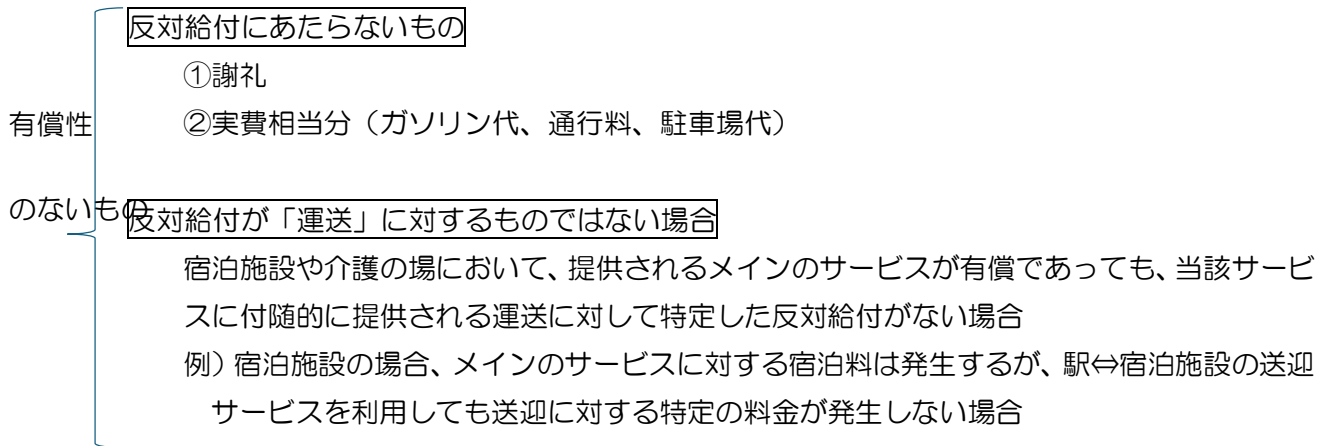 反対給付にあたらないもの
①謝礼
有償性
②実費相当分（ガソリン代、通行料、駐車場代）
のないもの
反対給付が「運送」に対するものではない場合
宿泊施設や介護の場において、提供されるメインのサービスが有償であっても、当該サービ
スに付随的に提供される運送に対して特定した反対給付がない場合
例）宿泊施設の場合、メインのサービスに対する宿泊料は発生するが、駅⇔宿泊施設の送迎
サービスを利用しても送迎に対する特定の料金が発生しない場合